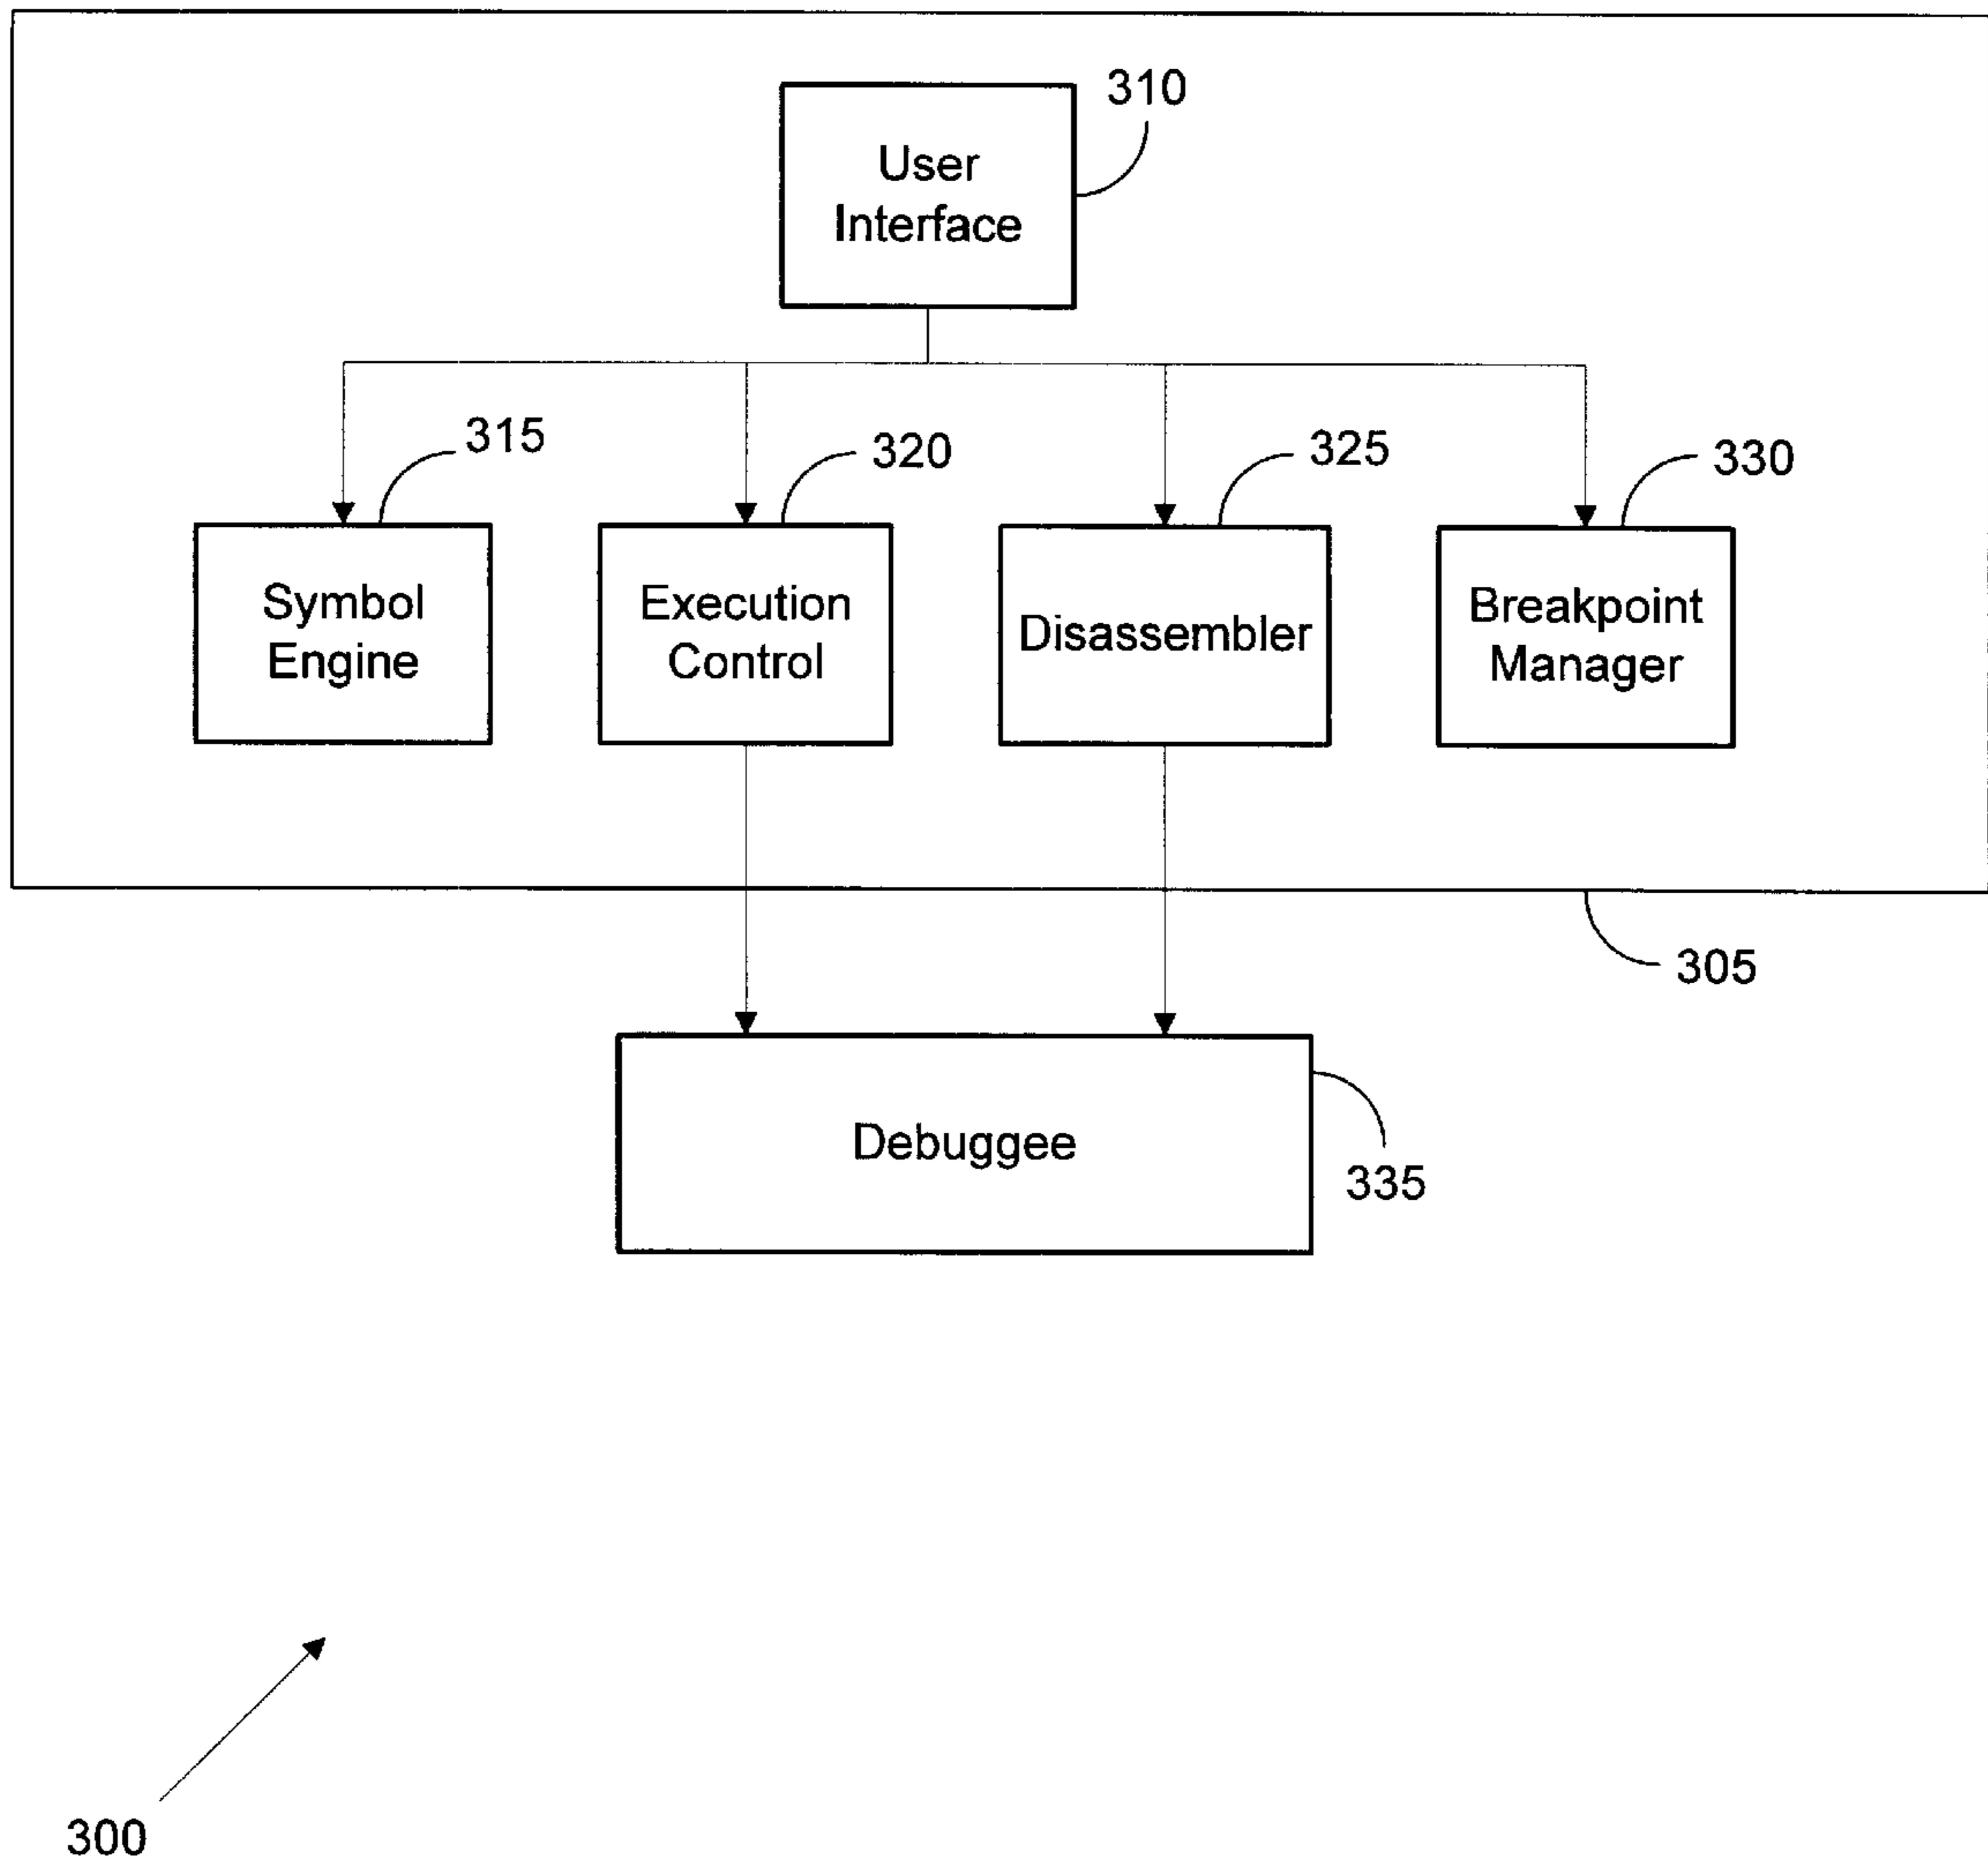 310
User
Interface
315
320
325
330
Symbol
Engine
Execution
Control
Disassembler
Breakpoint
Manager
305
Debuggee
335
300